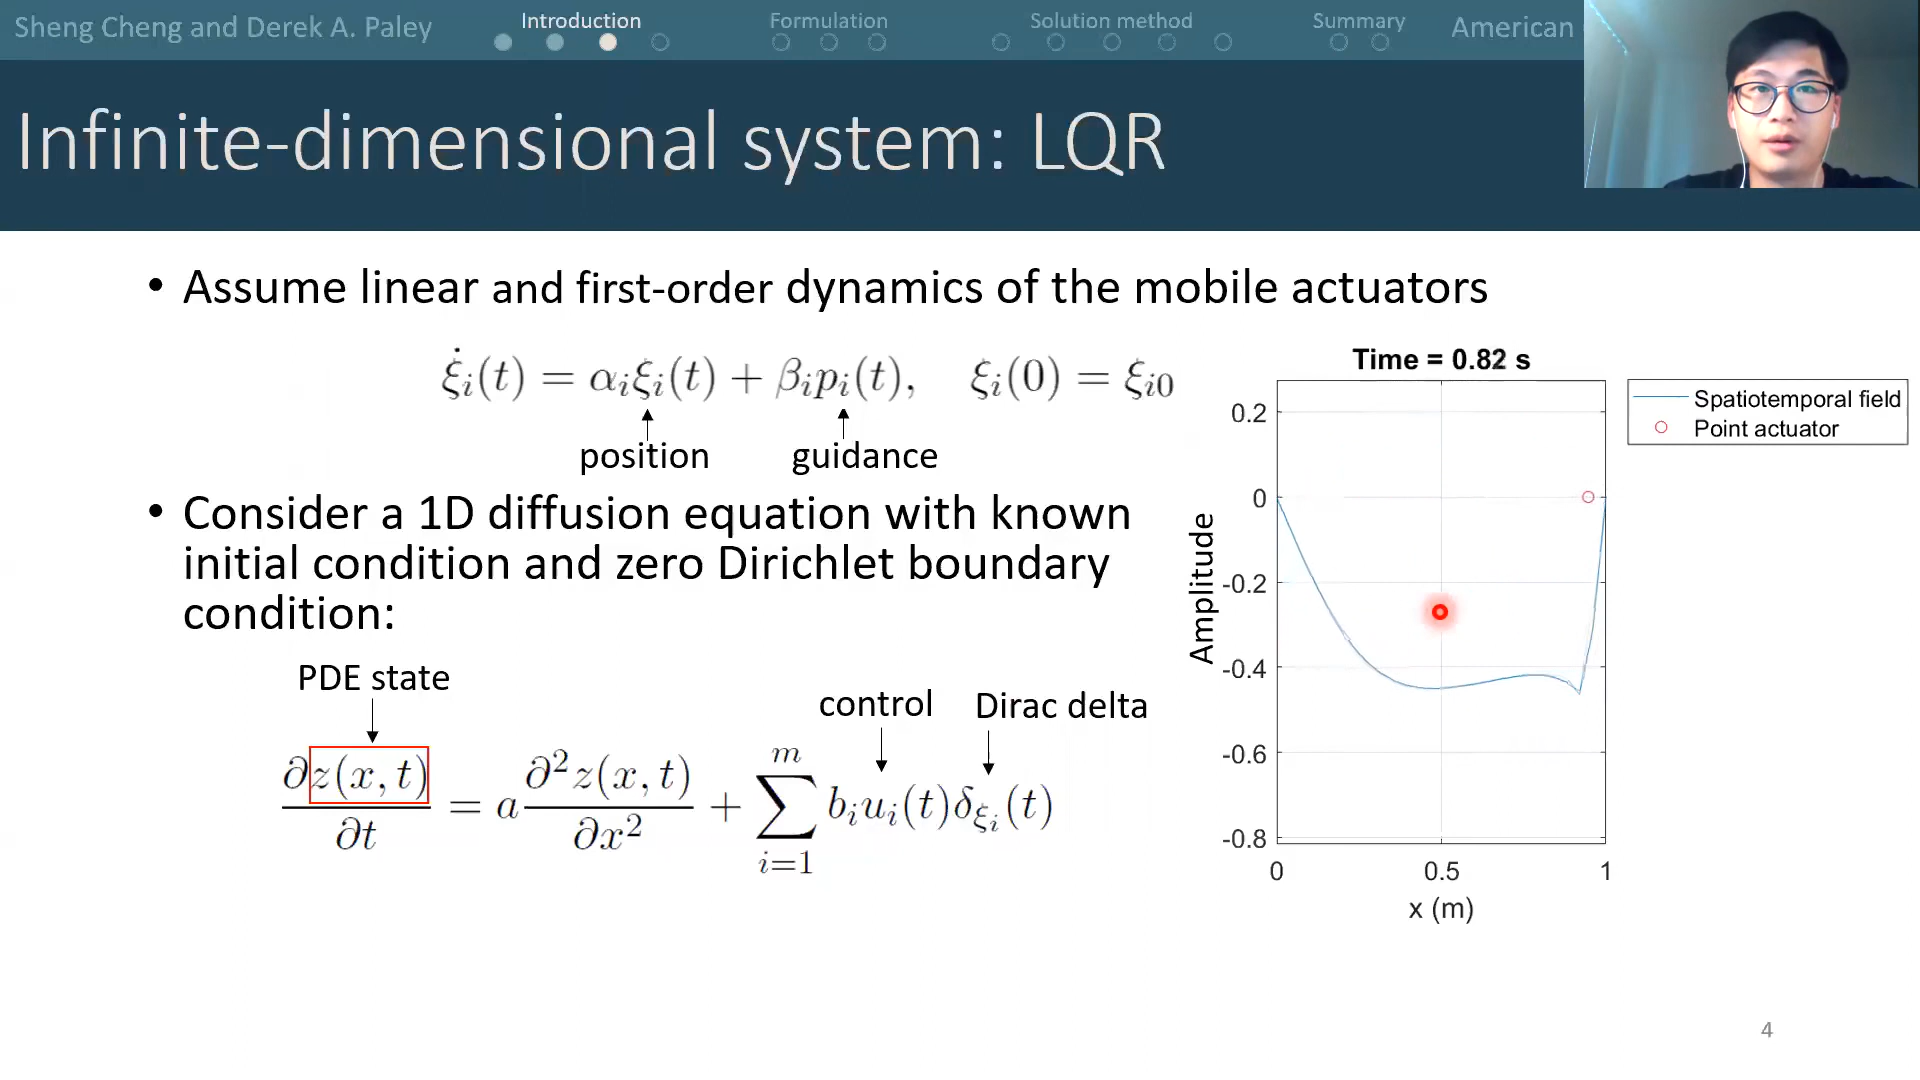 Sheng Cheng and Derek A. Paley
Introduction
Formulation
Solution method
Summary
American
Infinite-dimensional system: LQR
• Assume linear and first-order dynamics of the mobile actuators
ξ̇ᵢ(t) = αᵢξᵢ(t) + βᵢpᵢ(t), ξᵢ(0) = ξᵢ₀
position
guidance
• Consider a 1D diffusion equation with known
initial condition and zero Dirichlet boundary
condition:
PDE state
control
Dirac delta
∂z(x, t)/∂t = a ∂²z(x, t)/∂x² + ∑ᵢ₌₁ᵐ bᵢuᵢ(t)δ_ξᵢ(t)
Time = 0.82 s
Spatiotemporal field
Point actuator
Amplitude
0.2
0
-0.2
-0.4
-0.6
-0.8
0
0.5
1
x (m)
4